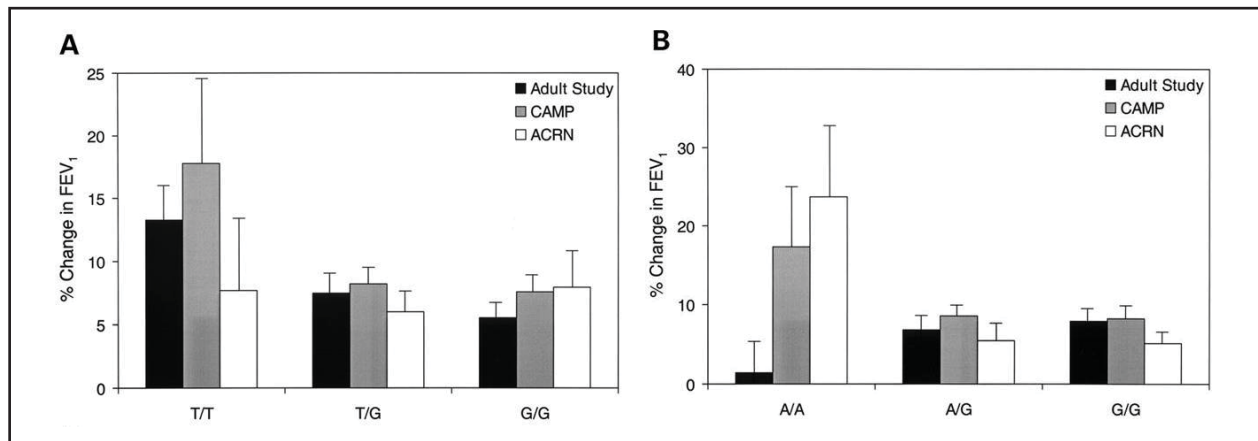 A
25
20
15
10
5
0
% Change in FEV1
Adult Study
CAMP
ACRN
T/T
T/G
G/G
B
40
30
20
10
0
% Change in FEV1
Adult Study
CAMP
ACRN
A/A
A/G
G/G